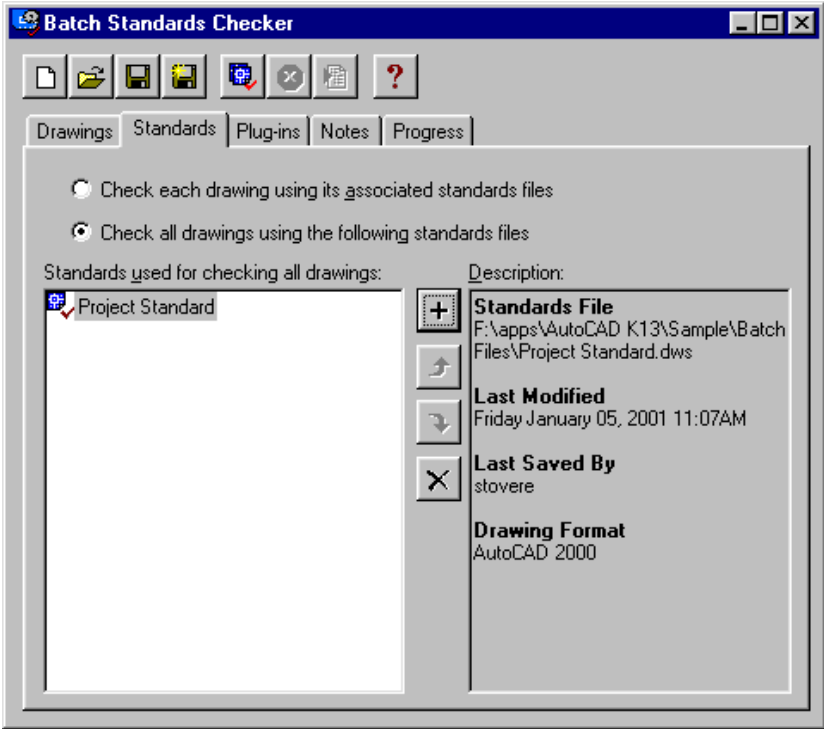 Batch Standards Checker
?
Drawings Standards Plug-ins Notes Progress
Check each drawing using its associated standards files
Check all drawings using the following standards files
Standards used for checking all drawings:
Project Standard
Description:
Standards File
F:\apps\AutoCAD K13\Sample\Batch
Files\Project Standard.dws
Last Modified
Friday January 05, 2001 11:07AM
Last Saved By
stovere
Drawing Format
AutoCAD 2000